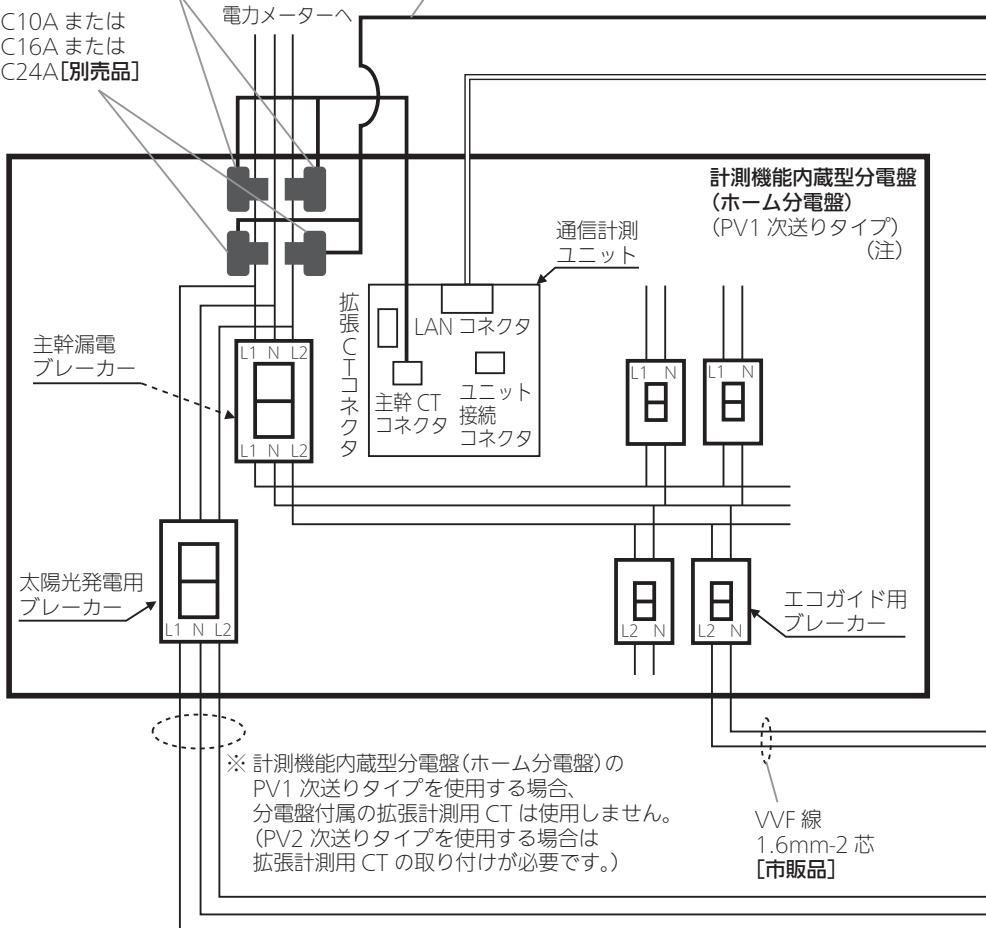 電力メーターへ
C10A または
C16A または
C24A[別売品]
計測機能内蔵型分電盤
(ホーム分電盤)
(PV1 次送りタイプ)
(注)
通信計測
ユニット
拡張CTコネクタ
LAN コネクタ
主幹 CT
コネクタ
ユニット
接続
コネクタ
主幹漏電
ブレーカー
L1 N L2
L1 N L2
L1 N
L1 N
太陽光発電用
ブレーカー
L1 N L2
L2 N
L2 N
エコガイド用
ブレーカー
※ 計測機能内蔵型分電盤(ホーム分電盤)の
PV1 次送りタイプを使用する場合、
分電盤付属の拡張計測用 CT は使用しません。
(PV2 次送りタイプを使用する場合は
拡張計測用 CT の取り付けが必要です。)
VVF 線
1.6mm-2 芯
[市販品]